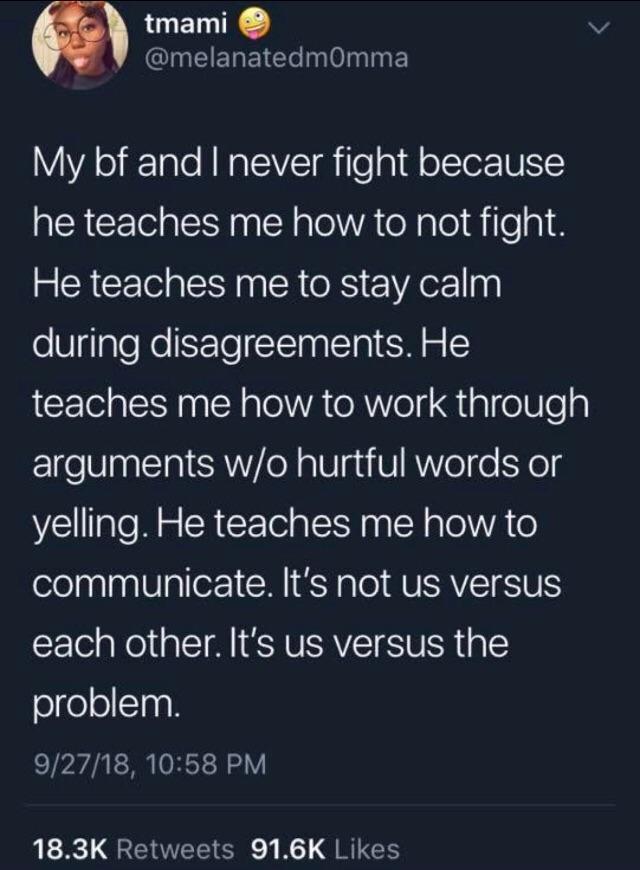 tmami 🤪
@melanatedm0mma
My bf and I never fight because
he teaches me how to not fight.
He teaches me to stay calm
during disagreements. He
teaches me how to work through
arguments w/o hurtful words or
yelling. He teaches me how to
communicate. It's not us versus
each other. It's us versus the
problem.
9/27/18, 10:58 PM
18.3K Retweets 91.6K Likes